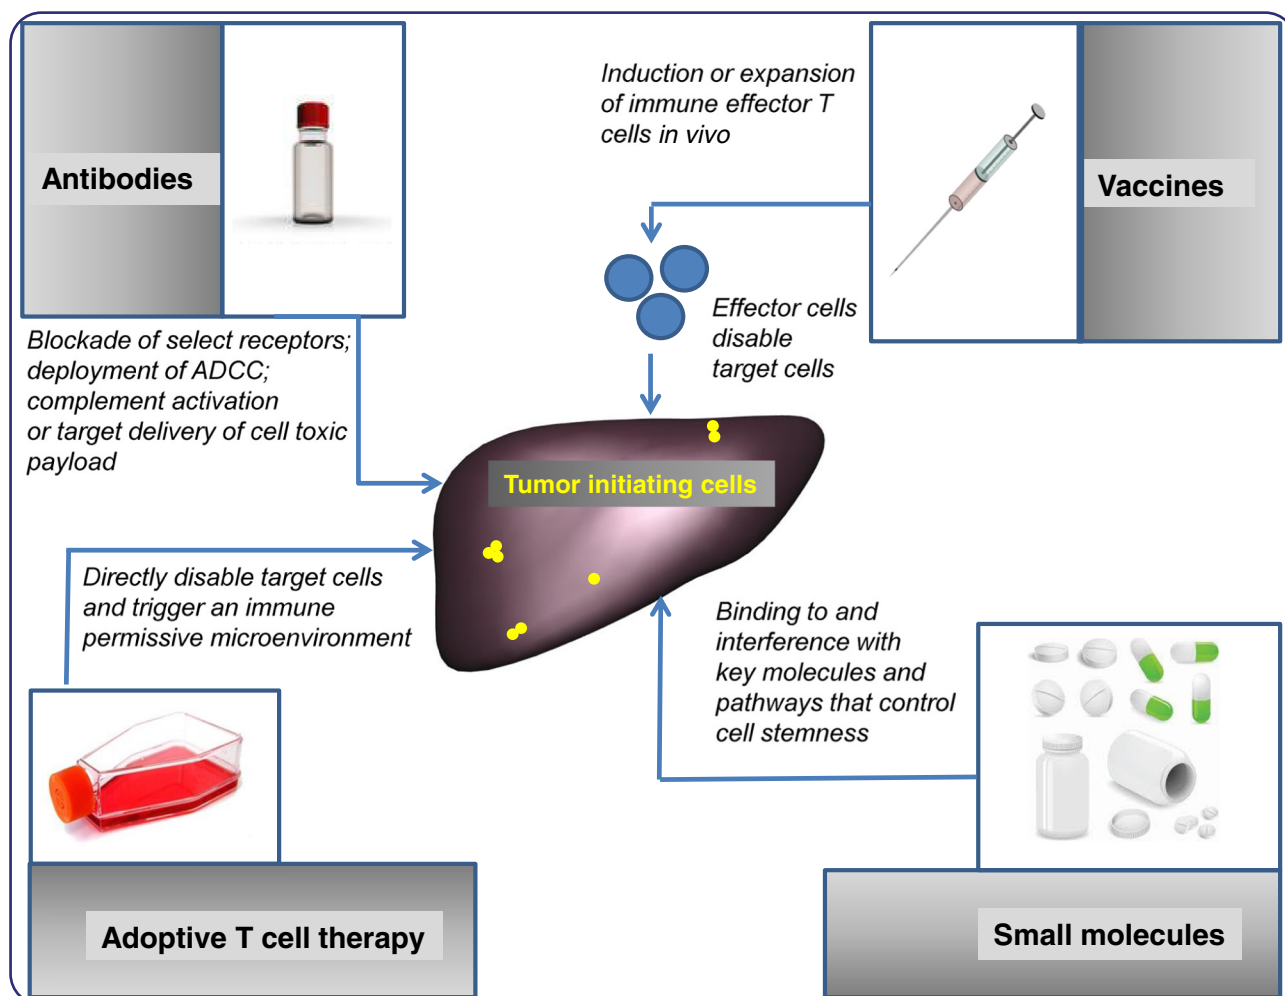 Antibodies
Induction or expansion
of immune effector T
cells in vivo
Vaccines
Blockade of select receptors;
deployment of ADCC;
complement activation
or target delivery of cell toxic
payload
Effector cells
disable
target cells
Tumor initiating cells
Directly disable target cells
and trigger an immune
permissive microenvironment
Binding to and
interference with
key molecules and
pathways that control
cell stemness
Adoptive T cell therapy
Small molecules